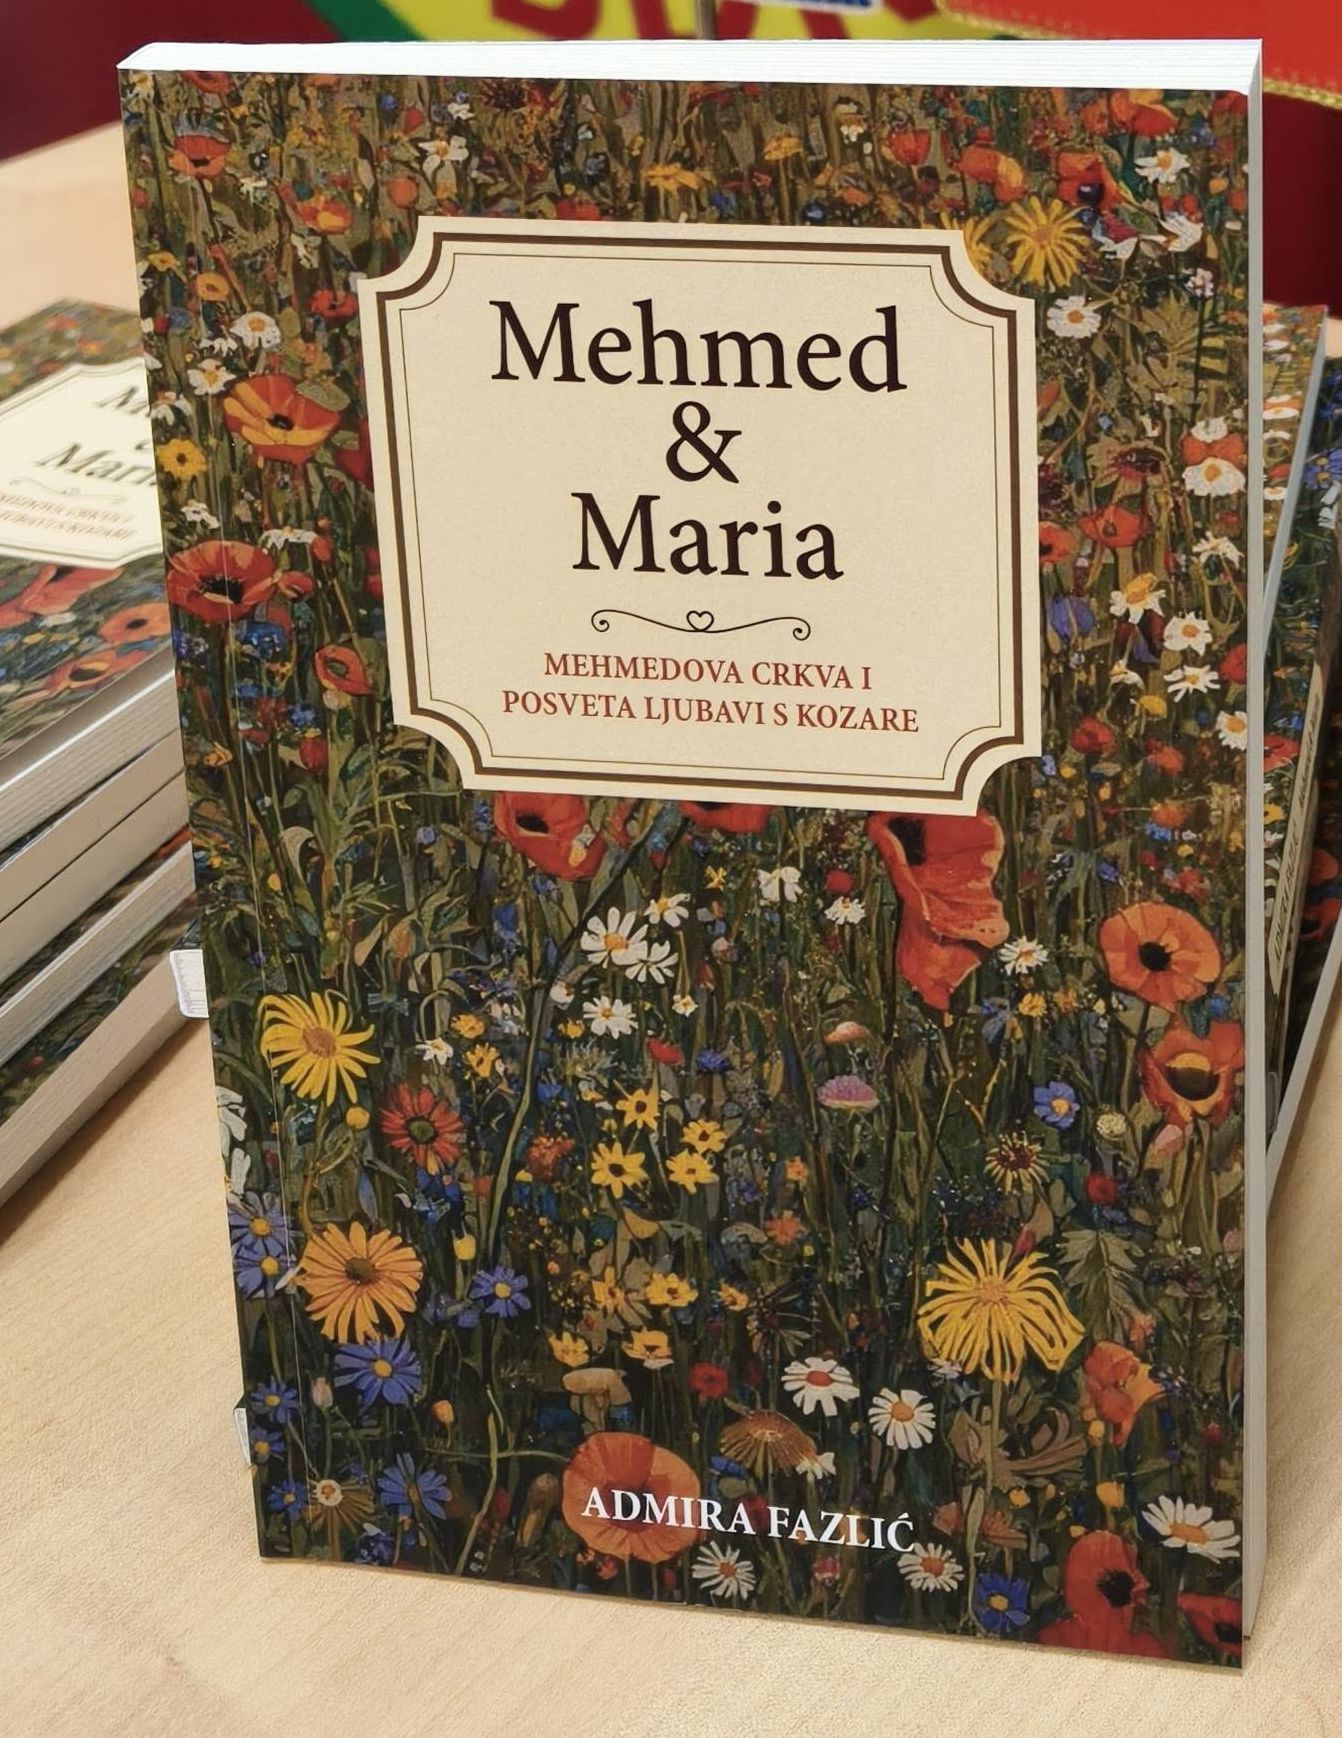 Mehmed
&
Maria
MEHMEDOVA CRKVA I
POSVETA LJUBAVI S KOZARE
ADMIRA FAZLIĆ